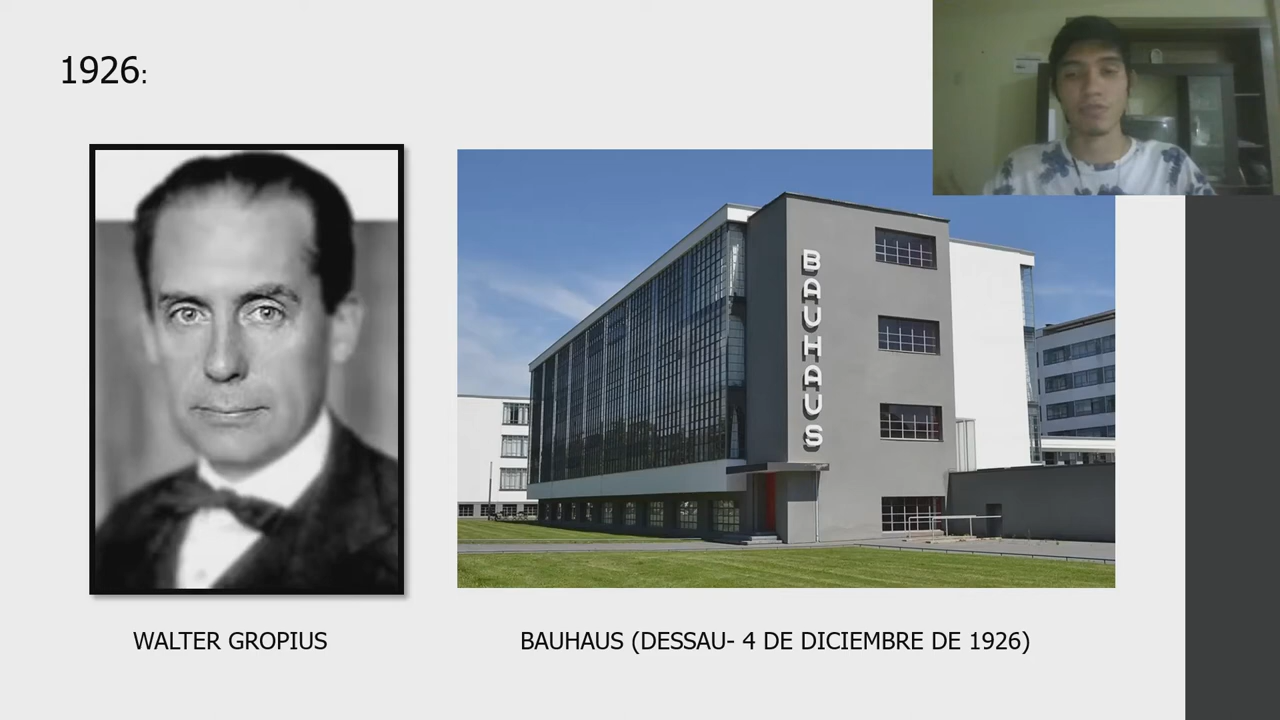 1926:
BAUHAUS
WALTER GROPIUS
BAUHAUS (DESSAU- 4 DE DICIEMBRE DE 1926)